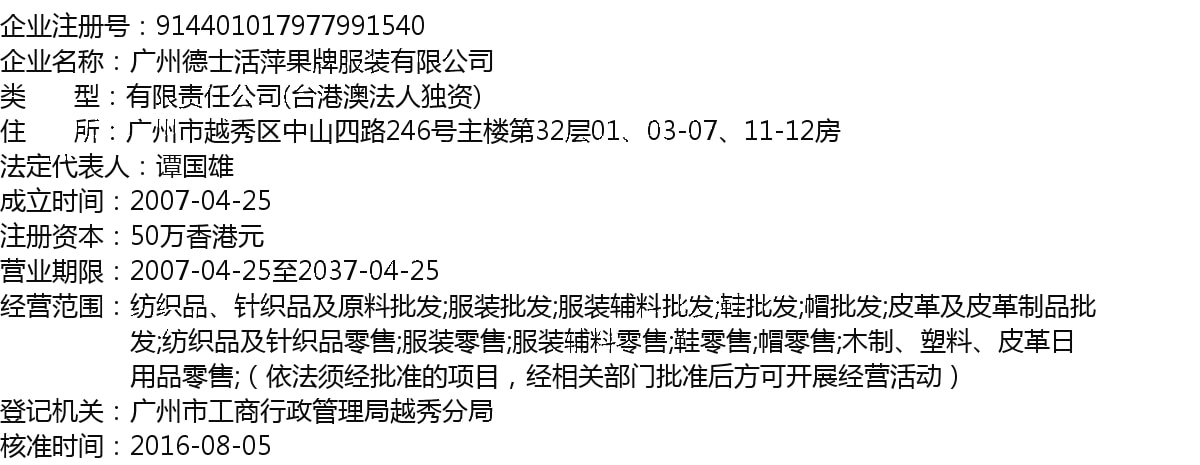 企业注册号：914401017977991540
企业名称：广州德士活萍果牌服装有限公司
类　　型：有限责任公司(台港澳法人独资)
住　　所：广州市越秀区中山四路246号主楼第32层01、03-07、11-12房
法定代表人：谭国雄
成立时间：2007-04-25
注册资本：50万香港元
营业期限：2007-04-25至2037-04-25
经营范围：纺织品、针织品及原料批发;服装批发;服装辅料批发;鞋批发;帽批发;皮革及皮革制品批
发;纺织品及针织品零售;服装零售;服装辅料零售;鞋零售;帽零售;木制、塑料、皮革日
用品零售;（依法须经批准的项目，经相关部门批准后方可开展经营活动）
登记机关：广州市工商行政管理局越秀分局
核准时间：2016-08-05